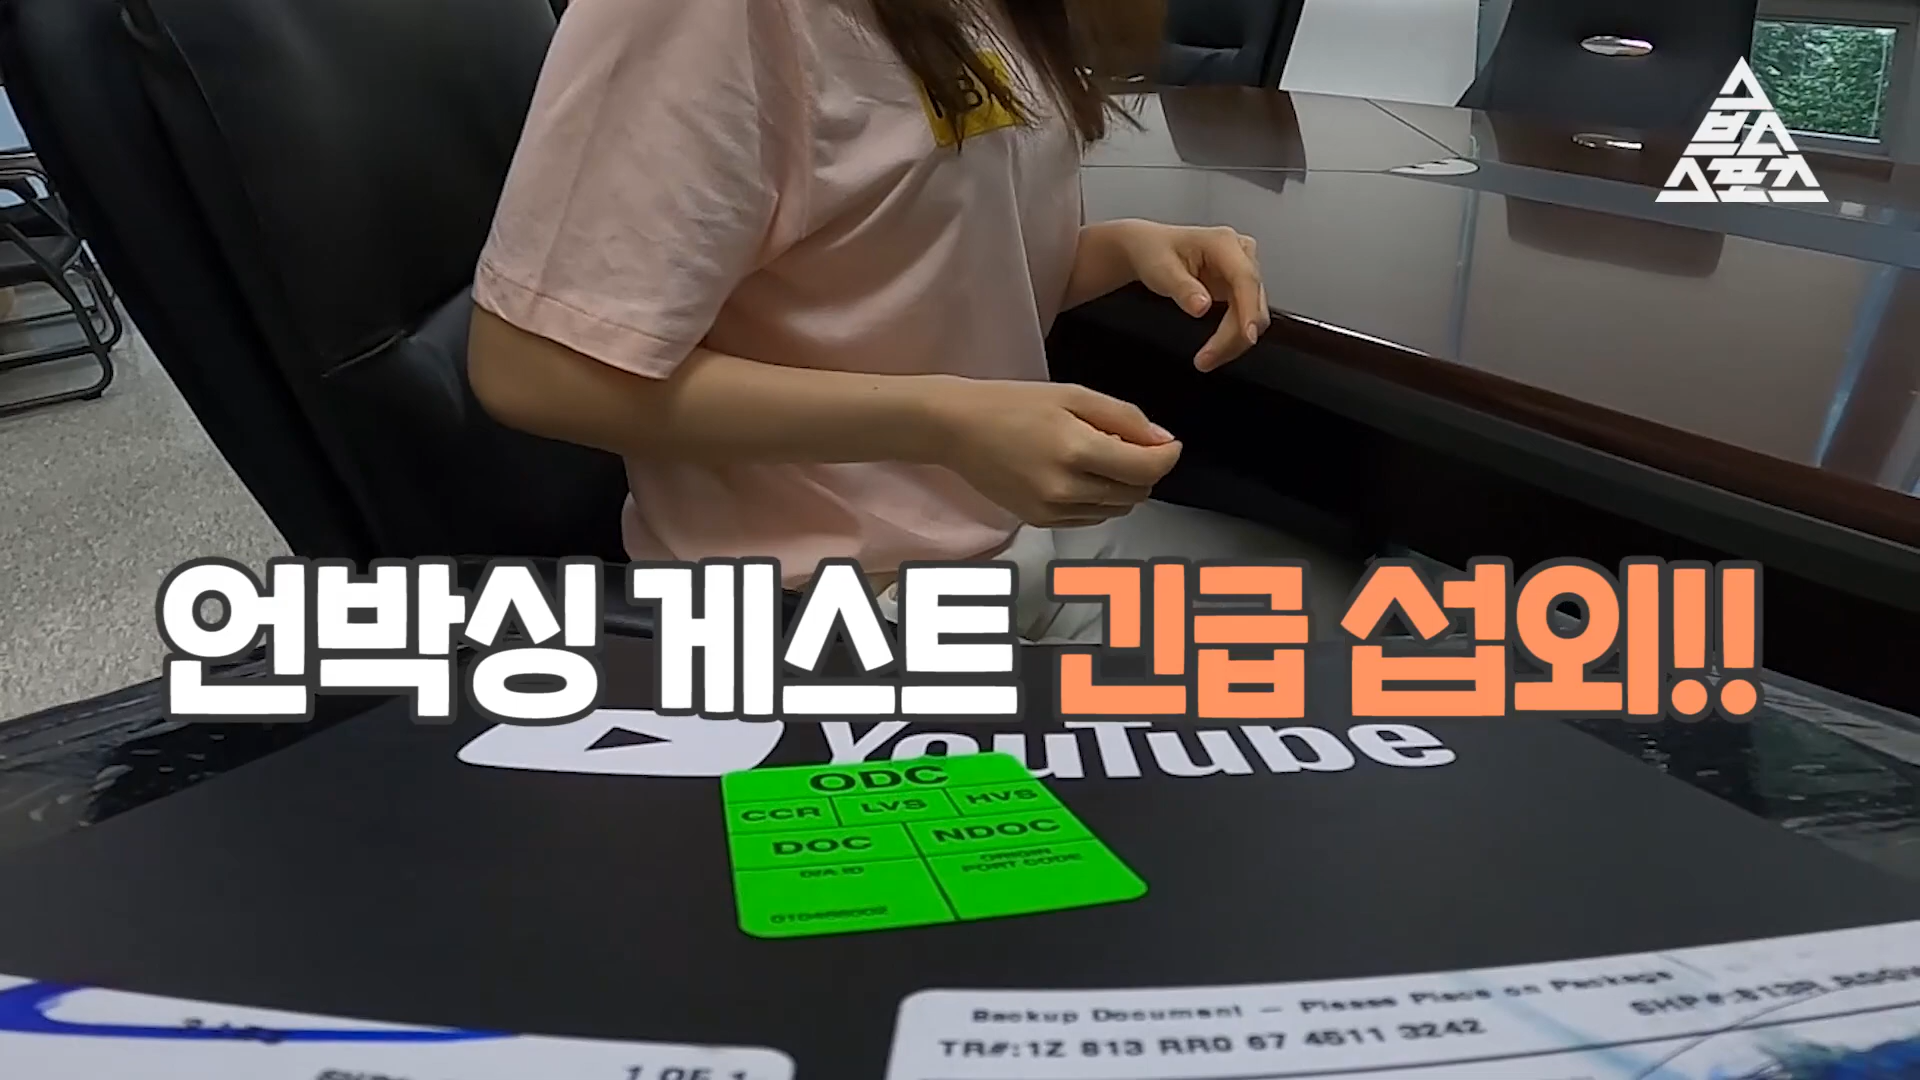 스브스
스포츠
언박싱 게스트 긴급 섭외!!
YouTube
ODC
CCR LVS HVS
DOC NDOC
D/A ID
ORIGIN
PORT CODE
Backup Document — Please Place on Package
TR#:1Z 813 RR0 67 4511 3242
1 OF 1